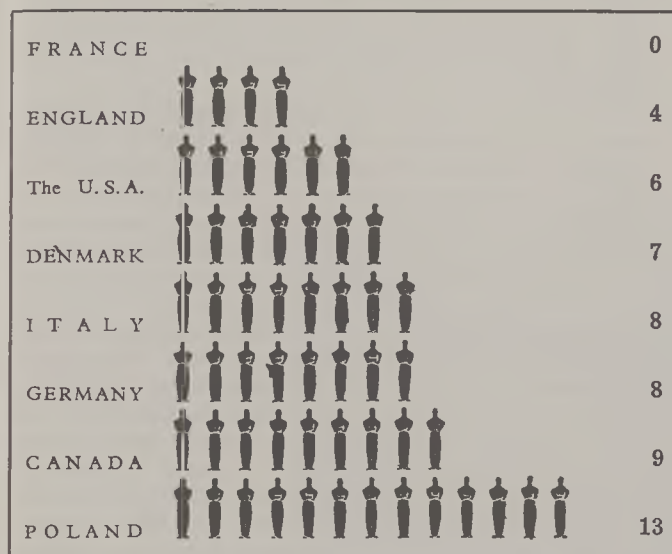 FRANCE 0
ENGLAND 4
The U.S.A. 6
DENMARK 7
ITALY 8
GERMANY 8
CANADA 9
POLAND 13